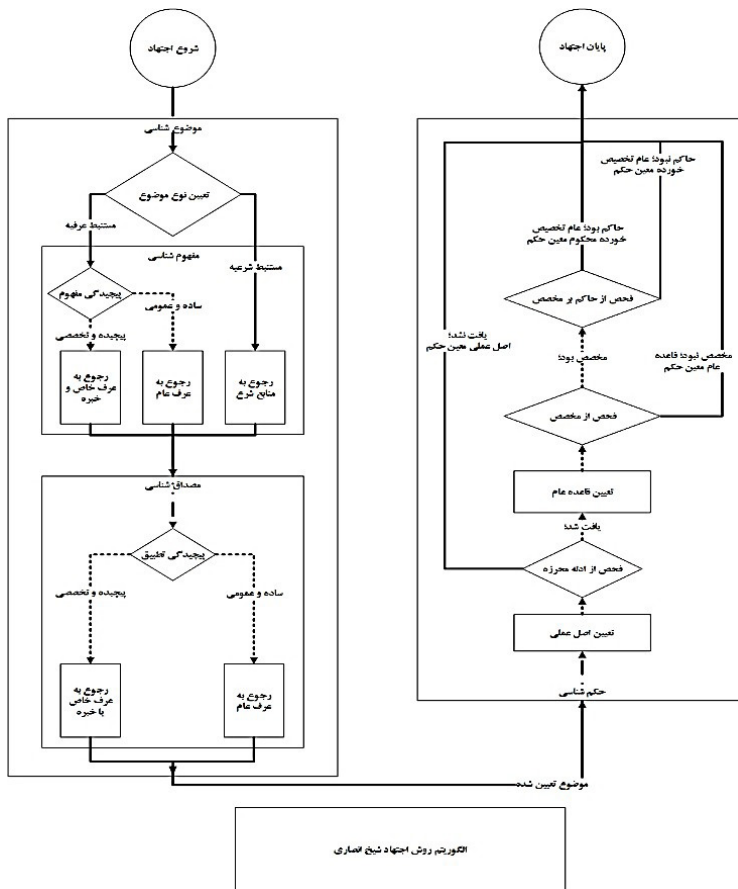 شروع اجتهاد
موضوع شناسی
تعیین نوع موضوع
مستنبط عرفیه
مستنبط شرعیه
مفهوم شناسی
پیچیدگی مفهوم
ساده و عمومی
پیچیده و تخصصی
رجوع به
منابع شرع
رجوع به
عرف عام
رجوع به
عرف خاص و
خبره
مصداق شناسی
پیچیدگی تطبیق
ساده و عمومی
پیچیده و تخصصی
رجوع به
عرف عام
رجوع به
عرف خاص
یا خبره
موضوع تعیین شده
حکم شناسی
تعیین اصل عملی
فحص از ادله محرزه
یافت شد؛
یافت نشد؛
اصل عملی معین حکم
تعیین قاعده عام
فحص از مخصص
مخصص بود؛
مخصص نبود؛ قاعده
عام معین حکم
فحص از حاکم بر مخصص
حاکم بود؛ عام تخصیص
خورده محکوم معین حکم
حاکم نبود؛ عام تخصیص
خورده معین حکم
پایان اجتهاد
الگوریتم روش اجتهاد شیخ انصاری